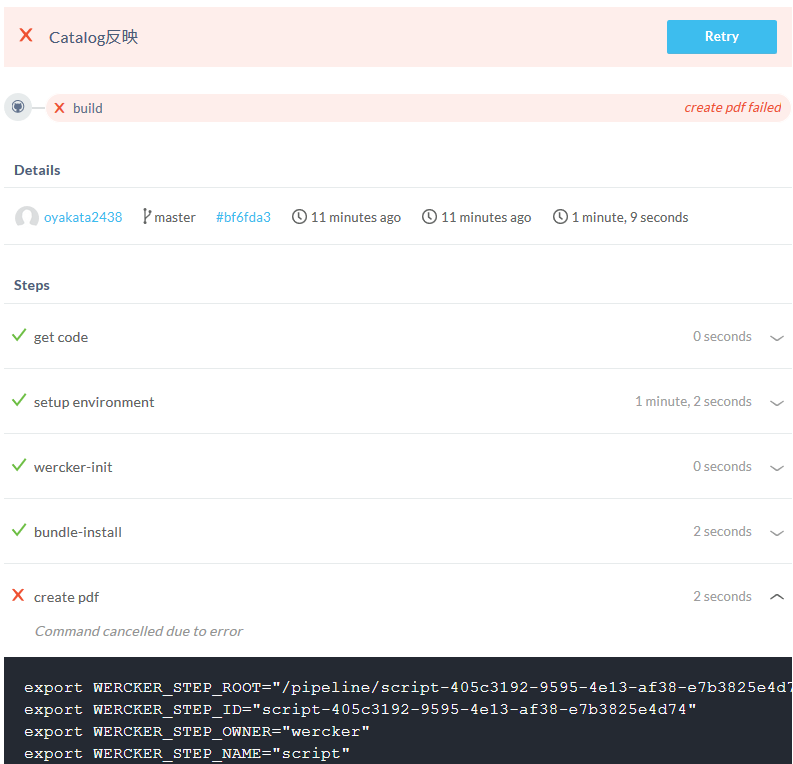 Catalog反映 Retry
build create pdf failed
Details
oyakata2438 master #bf6fda3 11 minutes ago 11 minutes ago 1 minute, 9 seconds
Steps
get code 0 seconds
setup environment 1 minute, 2 seconds
wercker-init 0 seconds
bundle-install 2 seconds
create pdf 2 seconds
Command cancelled due to error
export WERCKER_STEP_ROOT="/pipeline/script-405c3192-9595-4e13-af38-e7b3825e4d7
export WERCKER_STEP_ID="script-405c3192-9595-4e13-af38-e7b3825e4d74"
export WERCKER_STEP_OWNER="wercker"
export WERCKER_STEP_NAME="script"